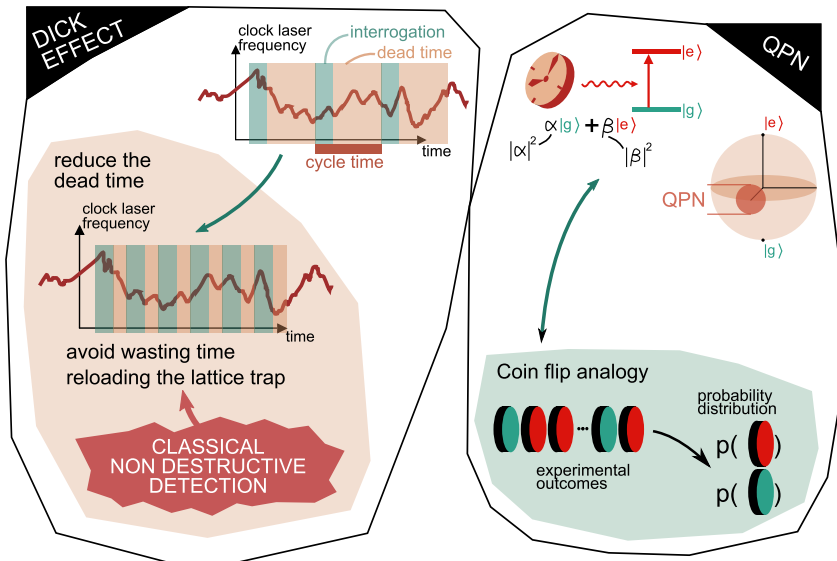 DICK
EFFECT
clock laser
frequency
interrogation
dead time
time
cycle time
reduce the
dead time
clock laser
frequency
time
avoid wasting time
reloading the lattice trap
CLASSICAL
NON DESTRUCTIVE
DETECTION
QPN
|e⟩
|g⟩
α|g⟩ + β|e⟩
|α|² |β|²
|e⟩
QPN
|g⟩
Coin flip analogy
...
experimental
outcomes
probability
distribution
p( )
p( )